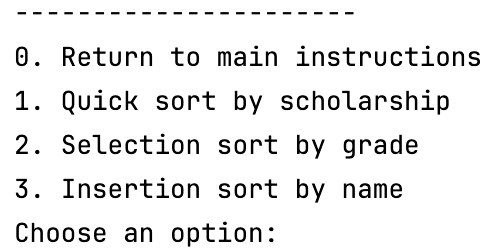 ----------------------
0. Return to main instructions
1. Quick sort by scholarship
2. Selection sort by grade
3. Insertion sort by name
Choose an option: